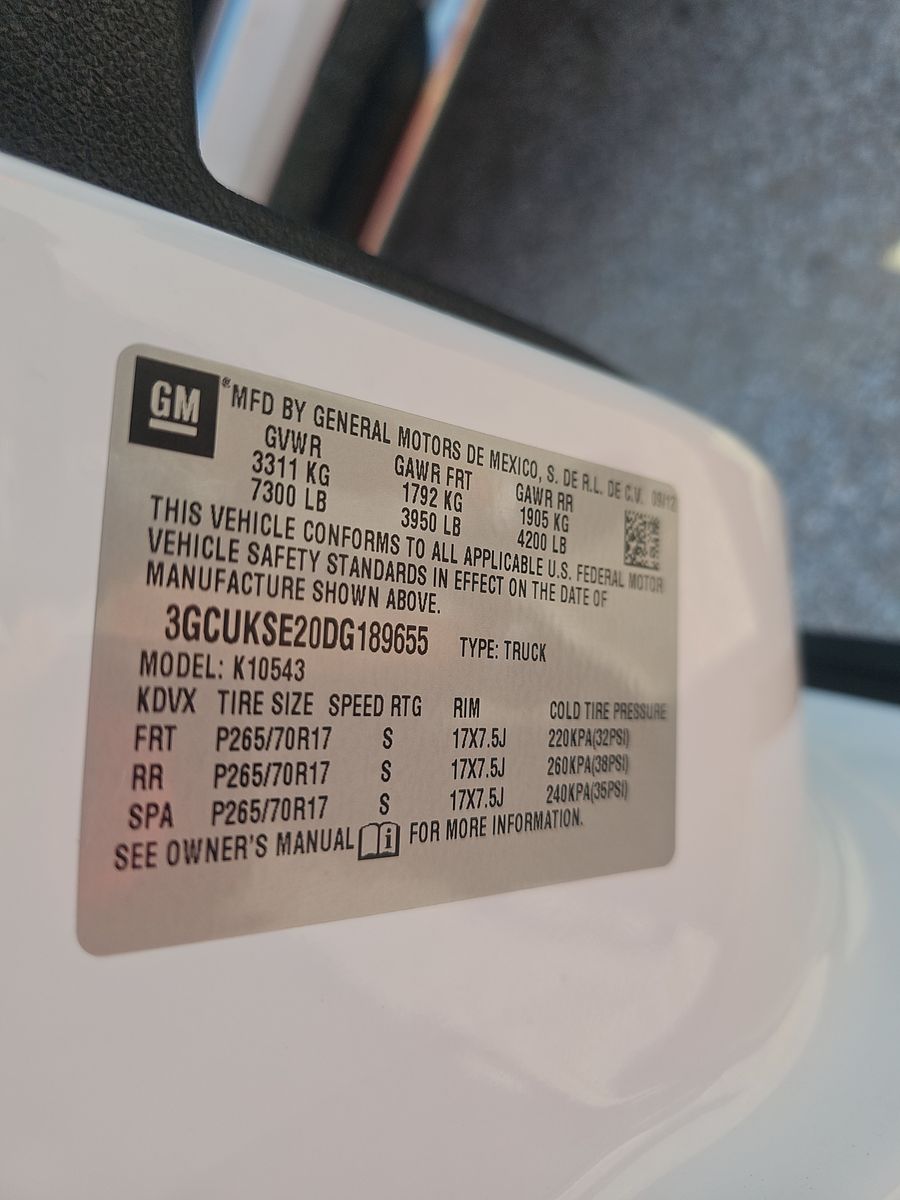 GM ® MFD BY GENERAL MOTORS DE MEXICO, S. DE R.L. DE C.V. 09/12
GVWR GAWR FRT GAWR RR
3311 KG 1792 KG 1905 KG
7300 LB 3950 LB 4200 LB
THIS VEHICLE CONFORMS TO ALL APPLICABLE U.S. FEDERAL MOTOR
VEHICLE SAFETY STANDARDS IN EFFECT ON THE DATE OF
MANUFACTURE SHOWN ABOVE.
3GCUKSE20DG189655 TYPE: TRUCK
MODEL: K10543
KDVX TIRE SIZE SPEED RTG RIM COLD TIRE PRESSURE
FRT P265/70R17 S 17X7.5J 220KPA(32PSI)
RR P265/70R17 S 17X7.5J 260KPA(38PSI)
SPA P265/70R17 S 17X7.5J 240KPA(35PSI)
SEE OWNER'S MANUAL i FOR MORE INFORMATION.